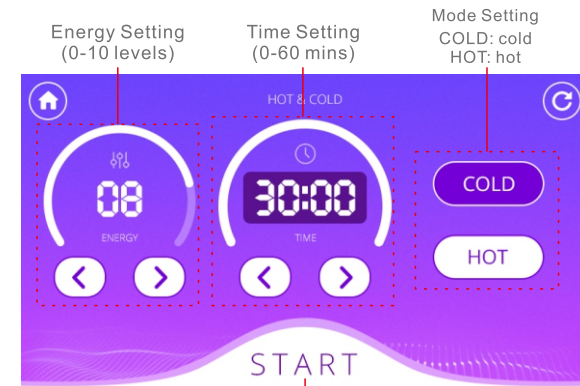 Energy Setting
(0-10 levels)
Time Setting
(0-60 mins)
Mode Setting
COLD: cold
HOT: hot
HOT & COLD
08
ENERGY
30:00
TIME
COLD
HOT
START